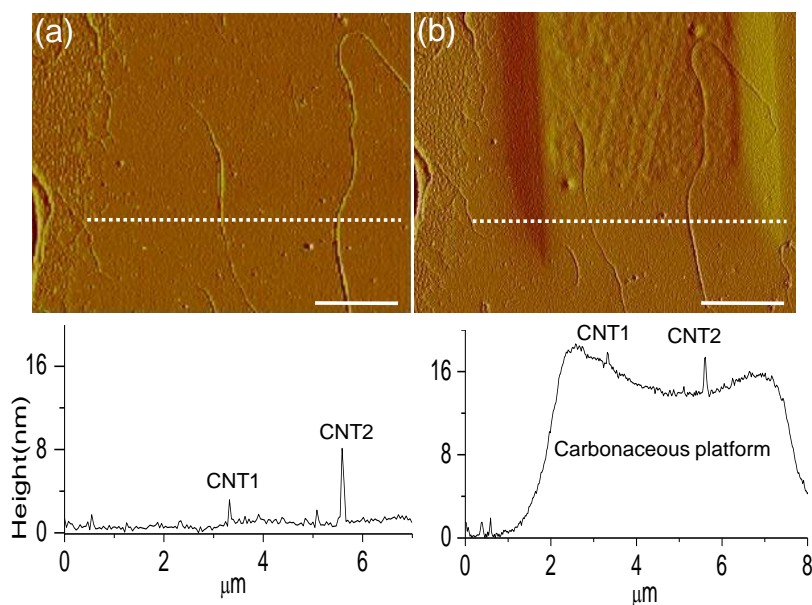 (a)
(b)
16
8
0
Height(nm)
CNT1
CNT2
0 2 4 6
μm
16
8
0
CNT1
CNT2
Carbonaceous platform
2 4 6 8
μm